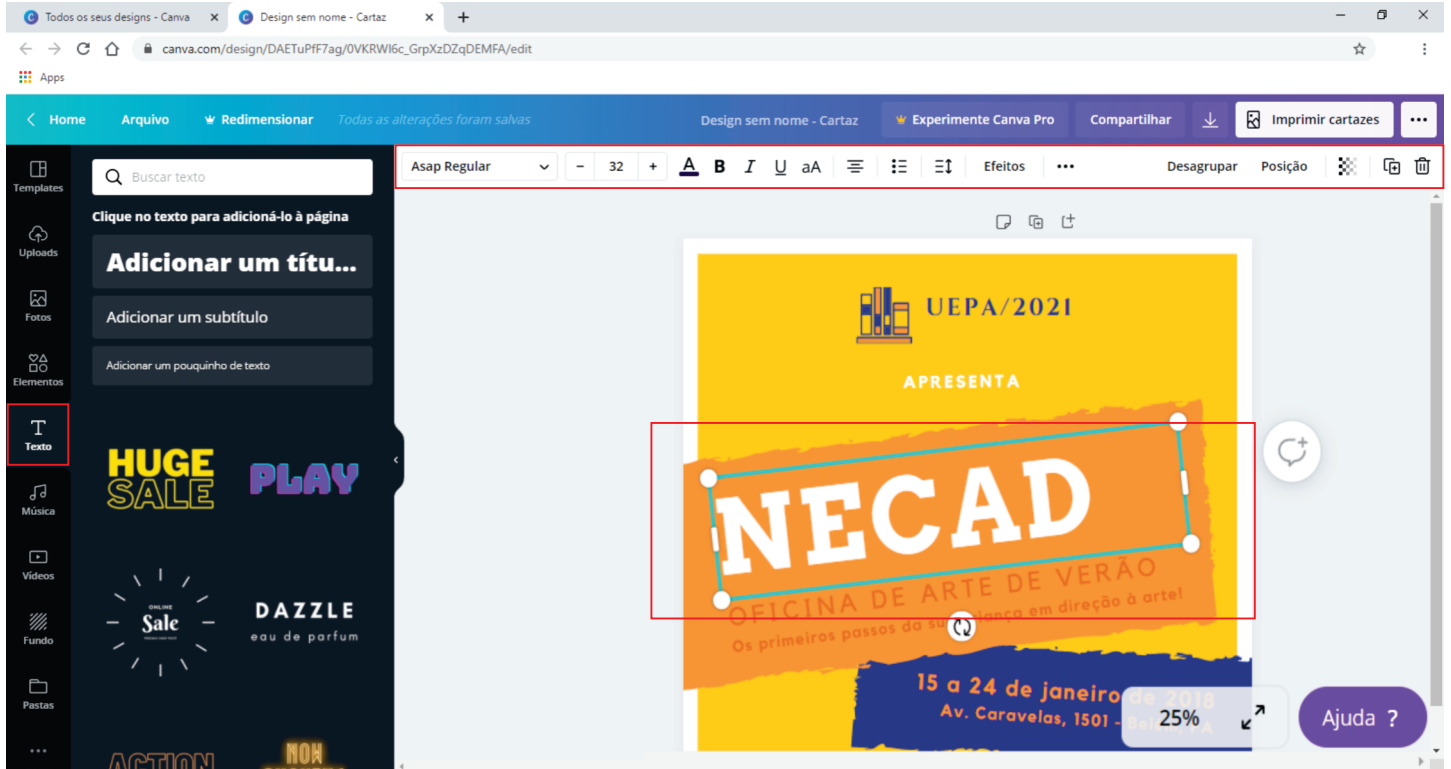 Todos os seus designs - Canva
Design sem nome - Cartaz
canva.com/design/DAETuPfF7ag/0VKRWl6c_GrpXzDZqDEMFA/edit
Apps
Home Arquivo Redimensionar Todas as alterações foram salvas Design sem nome - Cartaz Experimente Canva Pro Compartilhar Imprimir cartazes
Asap Regular - 32 + A B I U aA Efeitos Desagrupar Posição
Templates
Uploads
Fotos
Elementos
Texto
Música
Vídeos
Fundo
Pastas
Buscar texto
Clique no texto para adicioná-lo à página
Adicionar um títu...
Adicionar um subtítulo
Adicionar um pouquinho de texto
HUGE
SALE
PLAY
ONLINE
Sale
DAZZLE
eau de parfum
ACTION
NOW
UEPA/2021
APRESENTA
NECAD
OFICINA DE ARTE DE VERÃO
Os primeiros passos da criança em direção à arte!
15 a 24 de janeiro de 2018
Av. Caravelas, 1501 - Belém, PA
25%
Ajuda ?